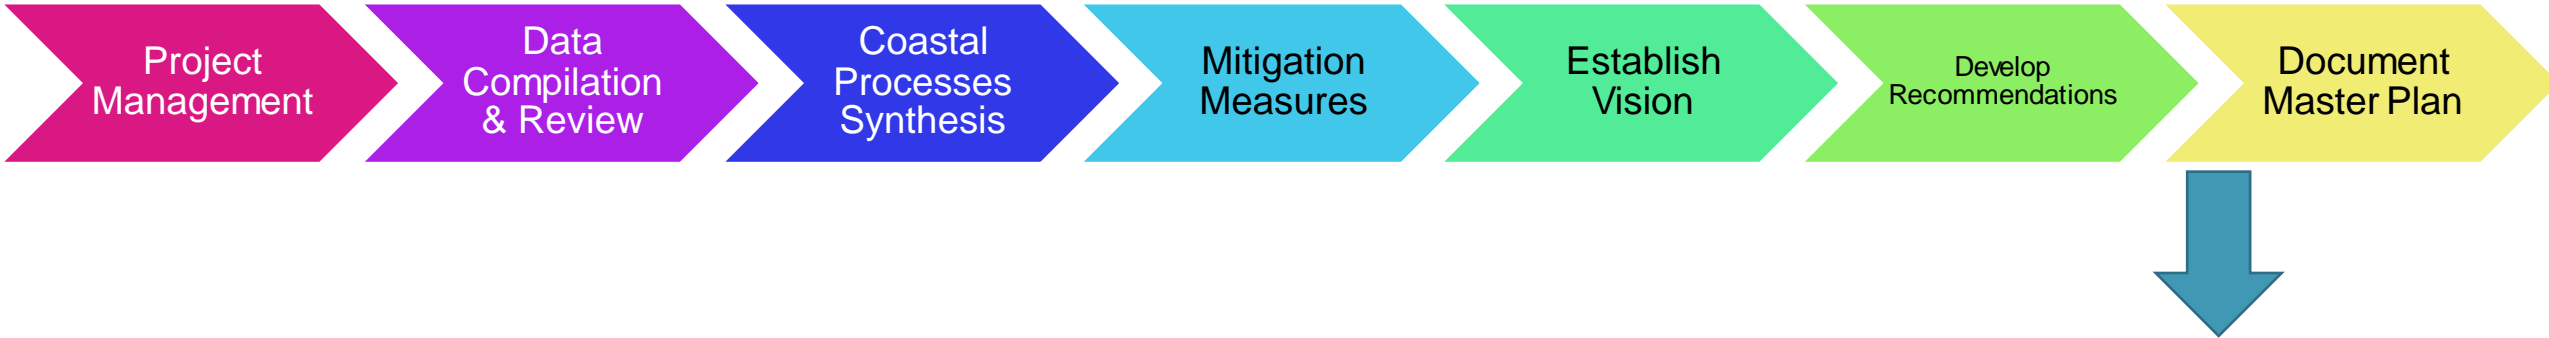 Project
Management
Data
Compilation
& Review
Coastal
Processes
Synthesis
Mitigation
Measures
Establish
Vision
Develop
Recommendations
Document
Master Plan